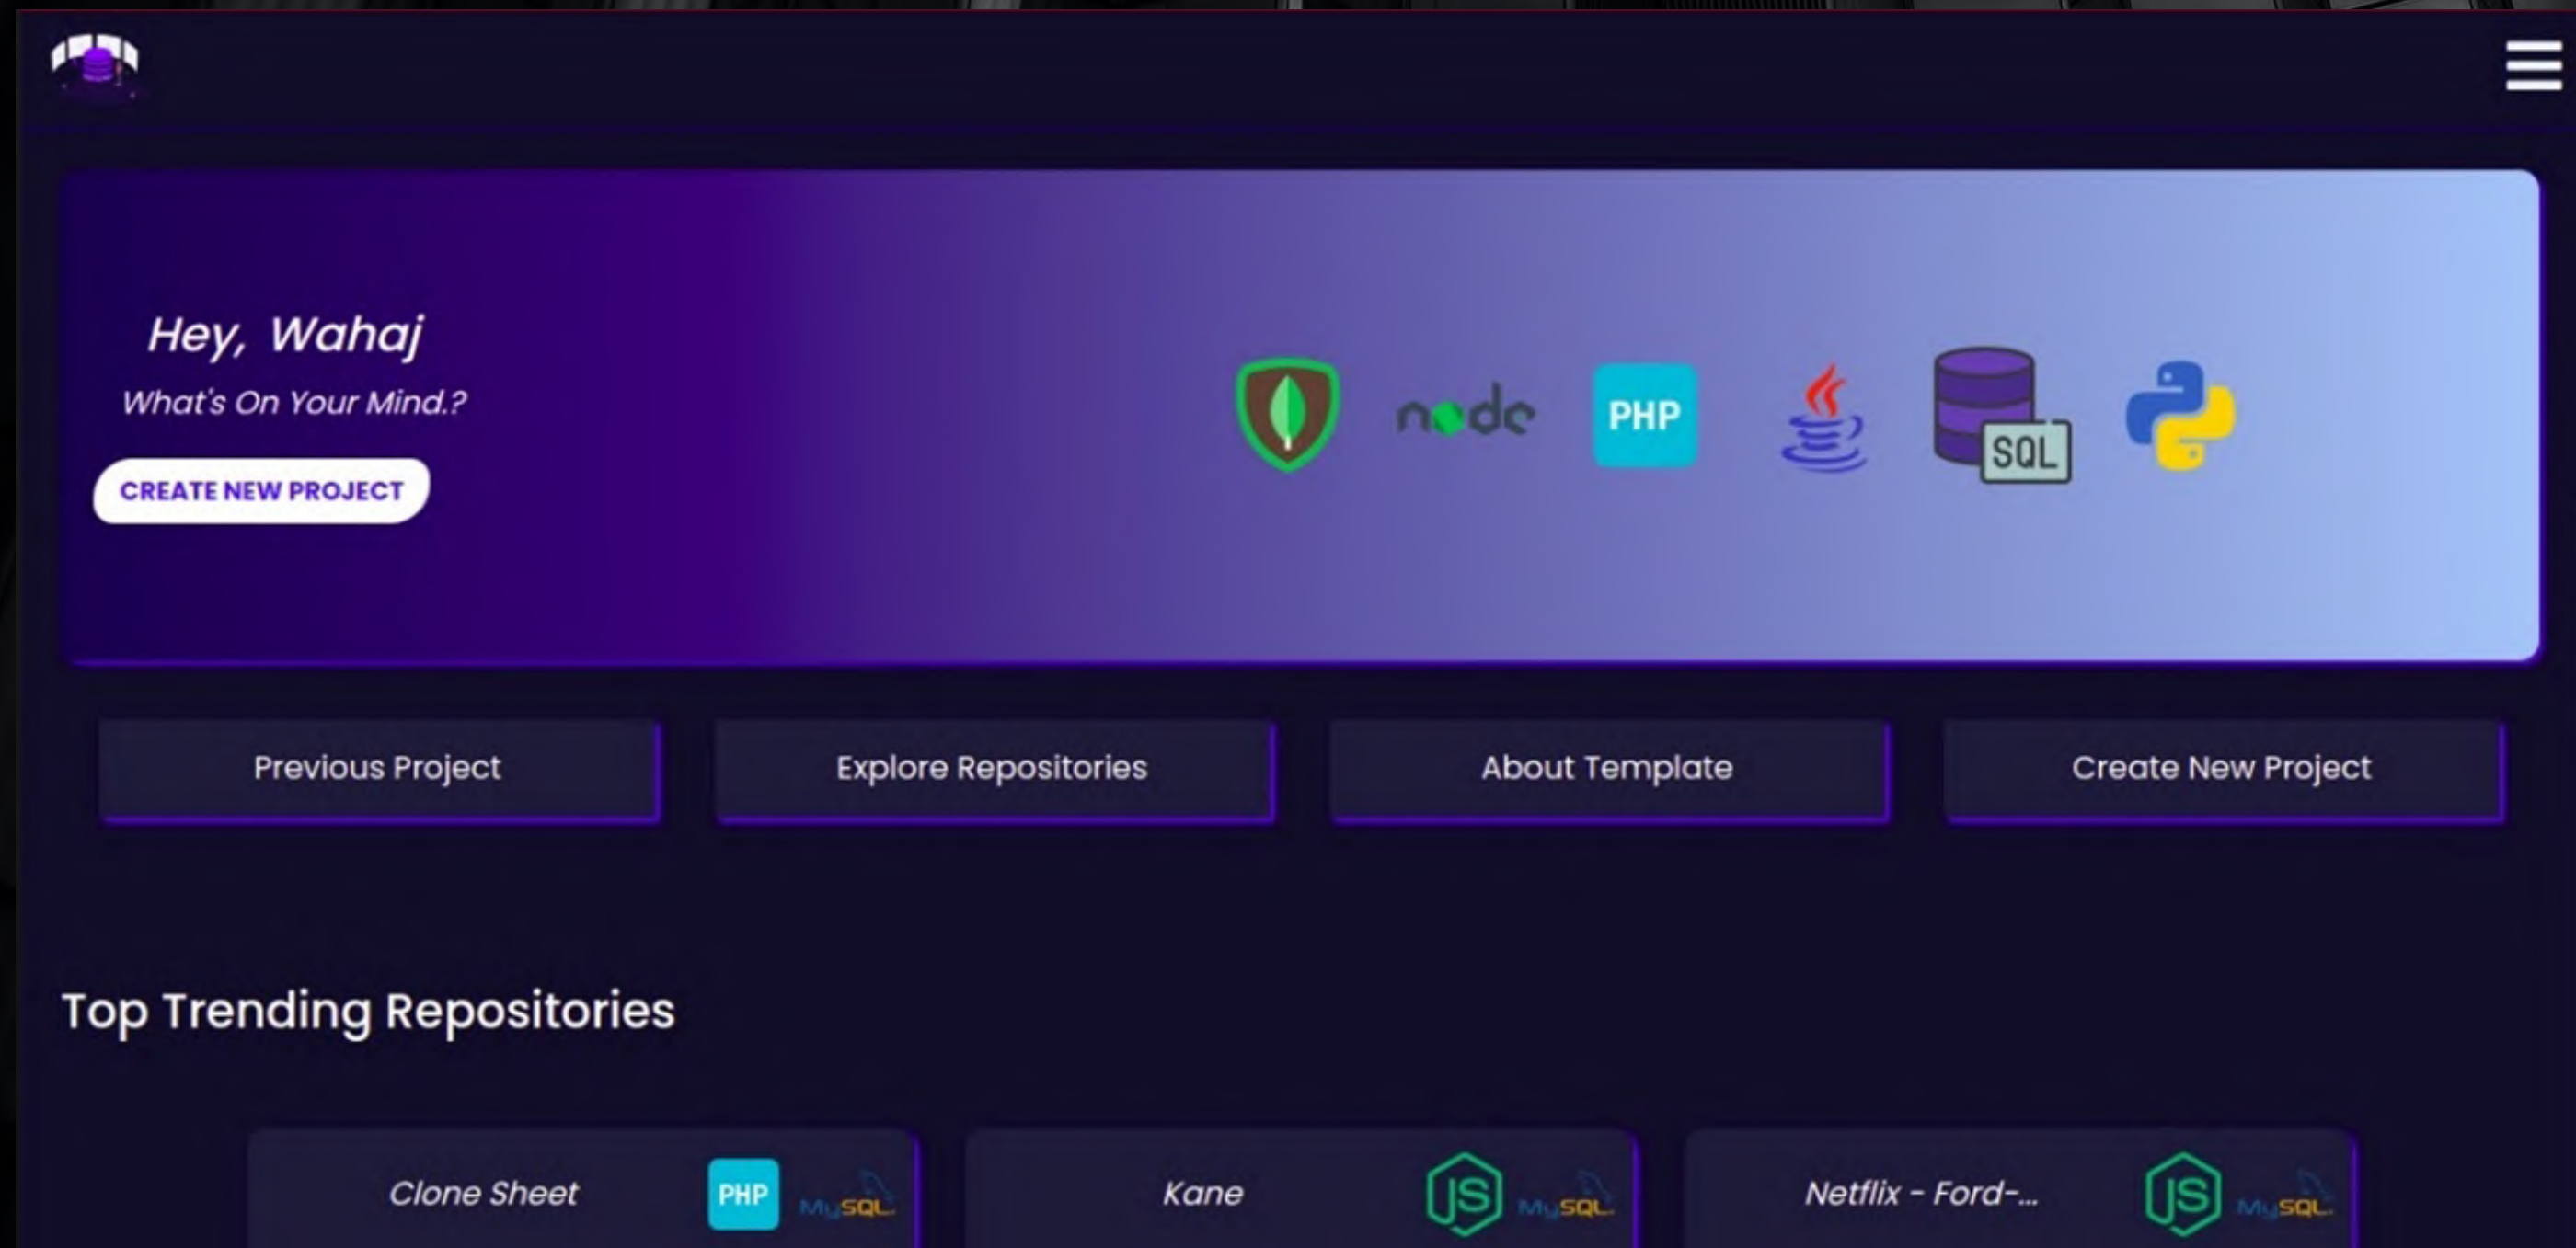 Hey, Wahaj
What's On Your Mind.?
CREATE NEW PROJECT
node
PHP
SQL
Previous Project
Explore Repositories
About Template
Create New Project
Top Trending Repositories
Clone Sheet
PHP
MySQL
Kane
JS
MySQL
Netflix - Ford-...
JS
MySQL